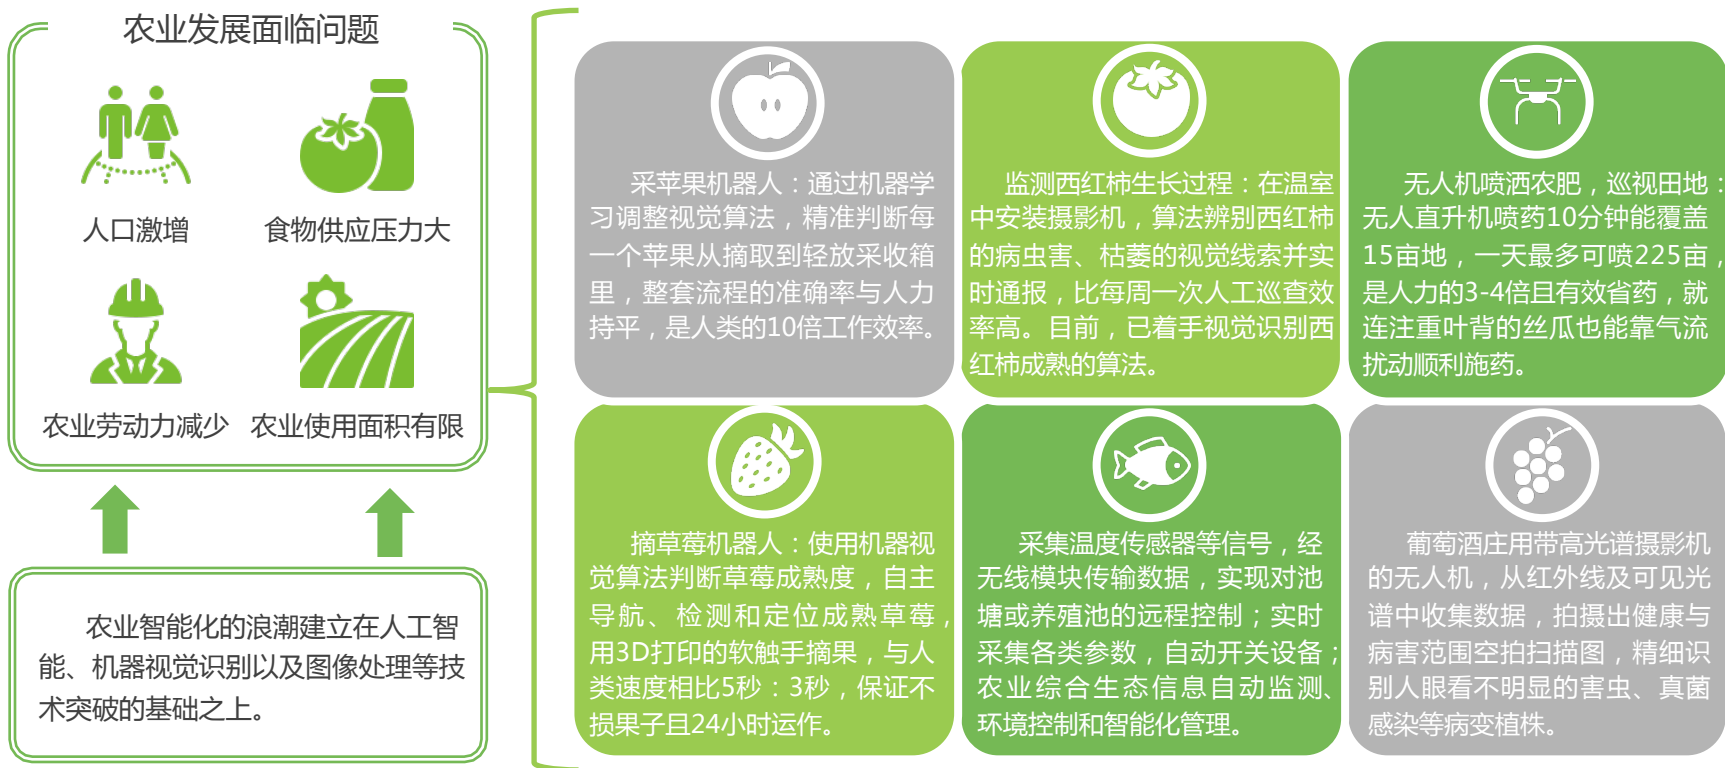 农业发展面临问题
人口激增
食物供应压力大
农业劳动力减少
农业使用面积有限
农业智能化的浪潮建立在人工智
能、机器视觉识别以及图像处理等技
术突破的基础之上。
采苹果机器人：通过机器学
习调整视觉算法，精准判断每
一个苹果从摘取到轻放采收箱
里，整套流程的准确率与人力
持平，是人类的10倍工作效率。
监测西红柿生长过程：在温室
中安装摄影机，算法辨别西红柿
的病虫害、枯萎的视觉线索并实
时通报，比每周一次人工巡查效
率高。目前，已着手视觉识别西
红柿成熟的算法。
无人机喷洒农肥，巡视田地：
无人直升机喷药10分钟能覆盖
15亩地，一天最多可喷225亩，
是人力的3-4倍且有效省药，就
连注重叶背的丝瓜也能靠气流
扰动顺利施药。
摘草莓机器人：使用机器视
觉算法判断草莓成熟度，自主
导航、检测和定位成熟草莓，
用3D打印的软触手摘果，与人
类速度相比5秒：3秒，保证不
损果子且24小时运作。
采集温度传感器等信号，经
无线模块传输数据，实现对池
塘或养殖池的远程控制；实时
采集各类参数，自动开关设备；
农业综合生态信息自动监测、
环境控制和智能化管理。
葡萄酒庄用带高光谱摄影机
的无人机，从红外线及可见光
谱中收集数据，拍摄出健康与
病害范围空拍扫描图，精细识
别人眼看不明显的害虫、真菌
感染等病变植株。